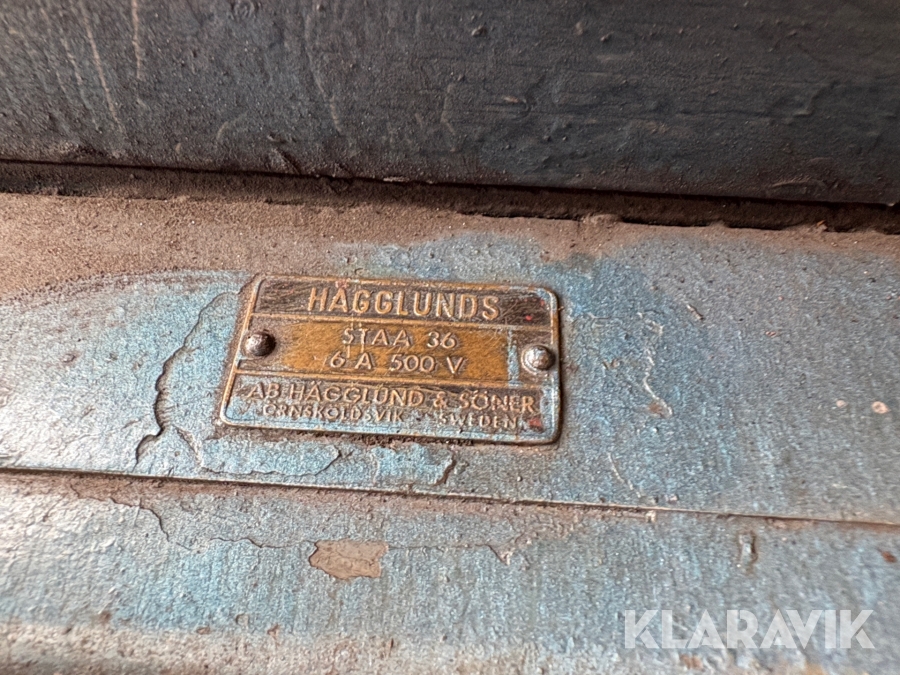 HÄGGLUNDS
STAA 36
6 A 500 V
AB HÄGGLUND & SÖNER
ÖRNSKÖLDSVIK SWEDEN
KLARAVIK